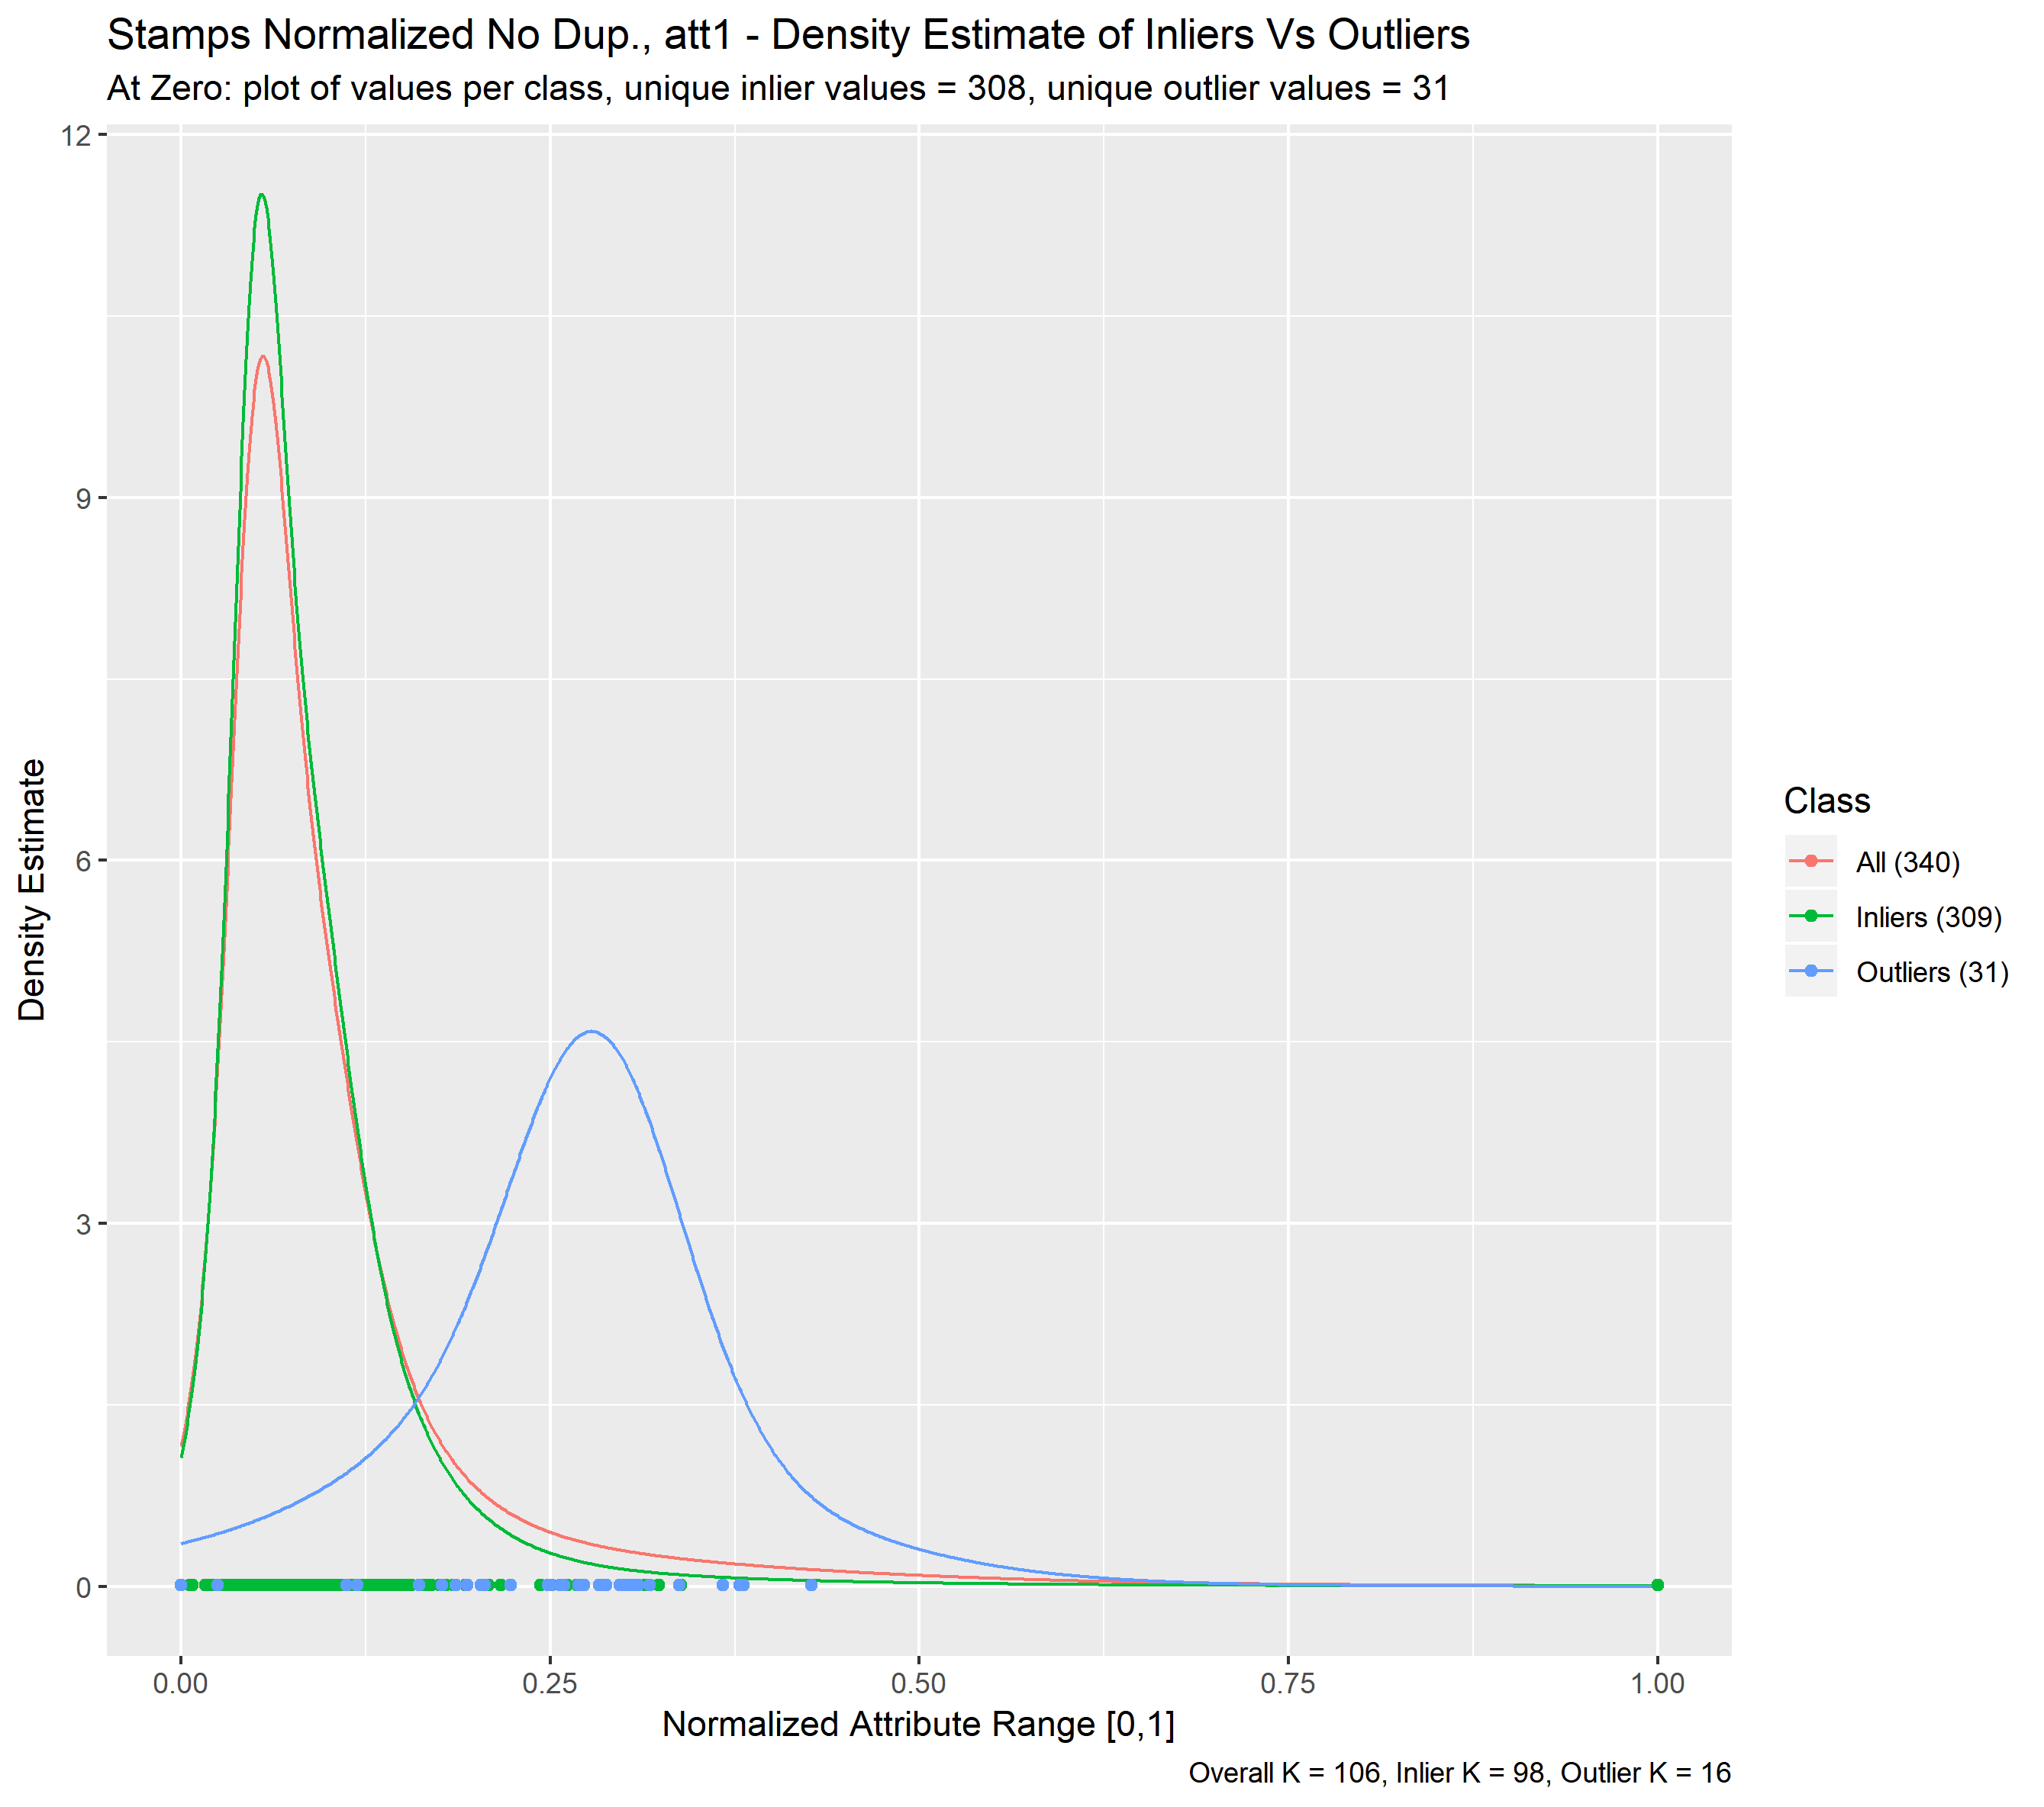 Stamps Normalized No Dup., att1 - Density Estimate of Inliers Vs Outliers
At Zero: plot of values per class, unique inlier values = 308, unique outlier values = 31
12
9
6
3
0
Density Estimate
0.00
0.25
0.50
0.75
1.00
Normalized Attribute Range [0,1]
Class
All (340)
Inliers (309)
Outliers (31)
Overall K = 106, Inlier K = 98, Outlier K = 16